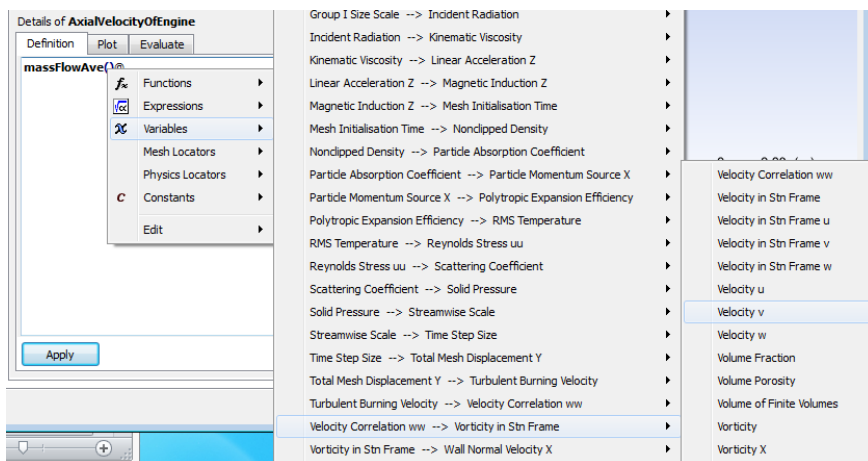 Details of AxialVelocityOfEngine
Definition Plot Evaluate
massFlowAve()@
Functions
Expressions
Variables
Mesh Locators
Physics Locators
C Constants
Edit
Apply
Group I Size Scale --> Incident Radiation
Incident Radiation --> Kinematic Viscosity
Kinematic Viscosity --> Linear Acceleration Z
Linear Acceleration Z --> Magnetic Induction Z
Magnetic Induction Z --> Mesh Initialisation Time
Mesh Initialisation Time --> Nonclipped Density
Nonclipped Density --> Particle Absorption Coefficient
Particle Absorption Coefficient --> Particle Momentum Source X
Particle Momentum Source X --> Polytropic Expansion Efficiency
Polytropic Expansion Efficiency --> RMS Temperature
RMS Temperature --> Reynolds Stress uu
Reynolds Stress uu --> Scattering Coefficient
Scattering Coefficient --> Solid Pressure
Solid Pressure --> Streamwise Scale
Streamwise Scale --> Time Step Size
Time Step Size --> Total Mesh Displacement Y
Total Mesh Displacement Y --> Turbulent Burning Velocity
Turbulent Burning Velocity --> Velocity Correlation ww
Velocity Correlation ww --> Vorticity in Stn Frame
Vorticity in Stn Frame --> Wall Normal Velocity X
Velocity Correlation ww
Velocity in Stn Frame
Velocity in Stn Frame u
Velocity in Stn Frame v
Velocity in Stn Frame w
Velocity u
Velocity v
Velocity w
Volume Fraction
Volume Porosity
Volume of Finite Volumes
Vorticity
Vorticity X